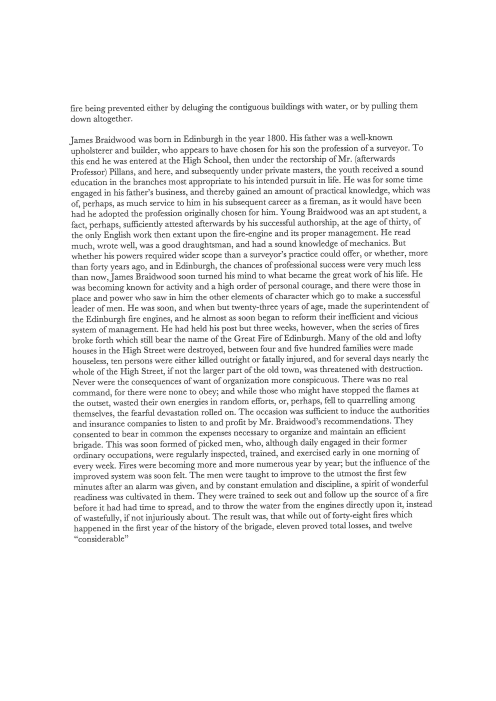 fire being prevented either by deluging the contiguous buildings with water, or by pulling them
down altogether.
James Braidwood was born in Edinburgh in the year 1800. His father was a well-known
upholsterer and builder, who appears to have chosen for his son the profession of a surveyor. To
this end he was entered at the High School, then under the rectorship of Mr. (afterwards
Professor) Pillans, and here, and subsequently under private masters, the youth received a sound
education in the branches most appropriate to his intended pursuit in life. He was for some time
engaged in his father's business, and thereby gained an amount of practical knowledge, which was
of, perhaps, as much service to him in his subsequent career as a fireman, as it would have been
had he adopted the profession originally chosen for him. Young Braidwood was an apt student, a
fact, perhaps, sufficiently attested afterwards by his successful authorship, at the age of thirty, of
the only English work then extant upon the fire-engine and its proper management. He read
much, wrote well, was a good draughtsman, and had a sound knowledge of mechanics. But
whether his powers required wider scope than a surveyor's practice could offer, or whether, more
than forty years ago, and in Edinburgh, the chances of professional success were very much less
than now, James Braidwood soon turned his mind to what became the great work of his life. He
was becoming known for activity and a high order of personal courage, and there were those in
place and power who saw in him the other elements of character which go to make a successful
leader of men. He was soon, and when but twenty-three years of age, made the superintendent of
the Edinburgh fire engines, and he almost as soon began to reform their inefficient and vicious
system of management. He had held his post but three weeks, however, when the series of fires
broke forth which still bear the name of the Great Fire of Edinburgh. Many of the old and lofty
houses in the High Street were destroyed, between four and five hundred families were made
houseless, ten persons were either killed outright or fatally injured, and for several days nearly the
whole of the High Street, if not the larger part of the old town, was threatened with destruction.
Never were the consequences of want of organization more conspicuous. There was no real
command, for there were none to obey; and while those who might have stopped the flames at
the outset, wasted their own energies in random efforts, or, perhaps, fell to quarrelling among
themselves, the fearful devastation rolled on. The occasion was sufficient to induce the authorities
and insurance companies to listen to and profit by Mr. Braidwood's recommendations. They
consented to bear in common the expenses necessary to organize and maintain an efficient
brigade. This was soon formed of picked men, who, although daily engaged in their former
ordinary occupations, were regularly inspected, trained, and exercised early in one morning of
every week. Fires were becoming more and more numerous year by year; but the influence of the
improved system was soon felt. The men were taught to improve to the utmost the first few
minutes after an alarm was given, and by constant emulation and discipline, a spirit of wonderful
readiness was cultivated in them. They were trained to seek out and follow up the source of a fire
before it had had time to spread, and to throw the water from the engines directly upon it, instead
of wastefully, if not injuriously about. The result was, that while out of forty-eight fires which
happened in the first year of the history of the brigade, eleven proved total losses, and twelve
“considerable”